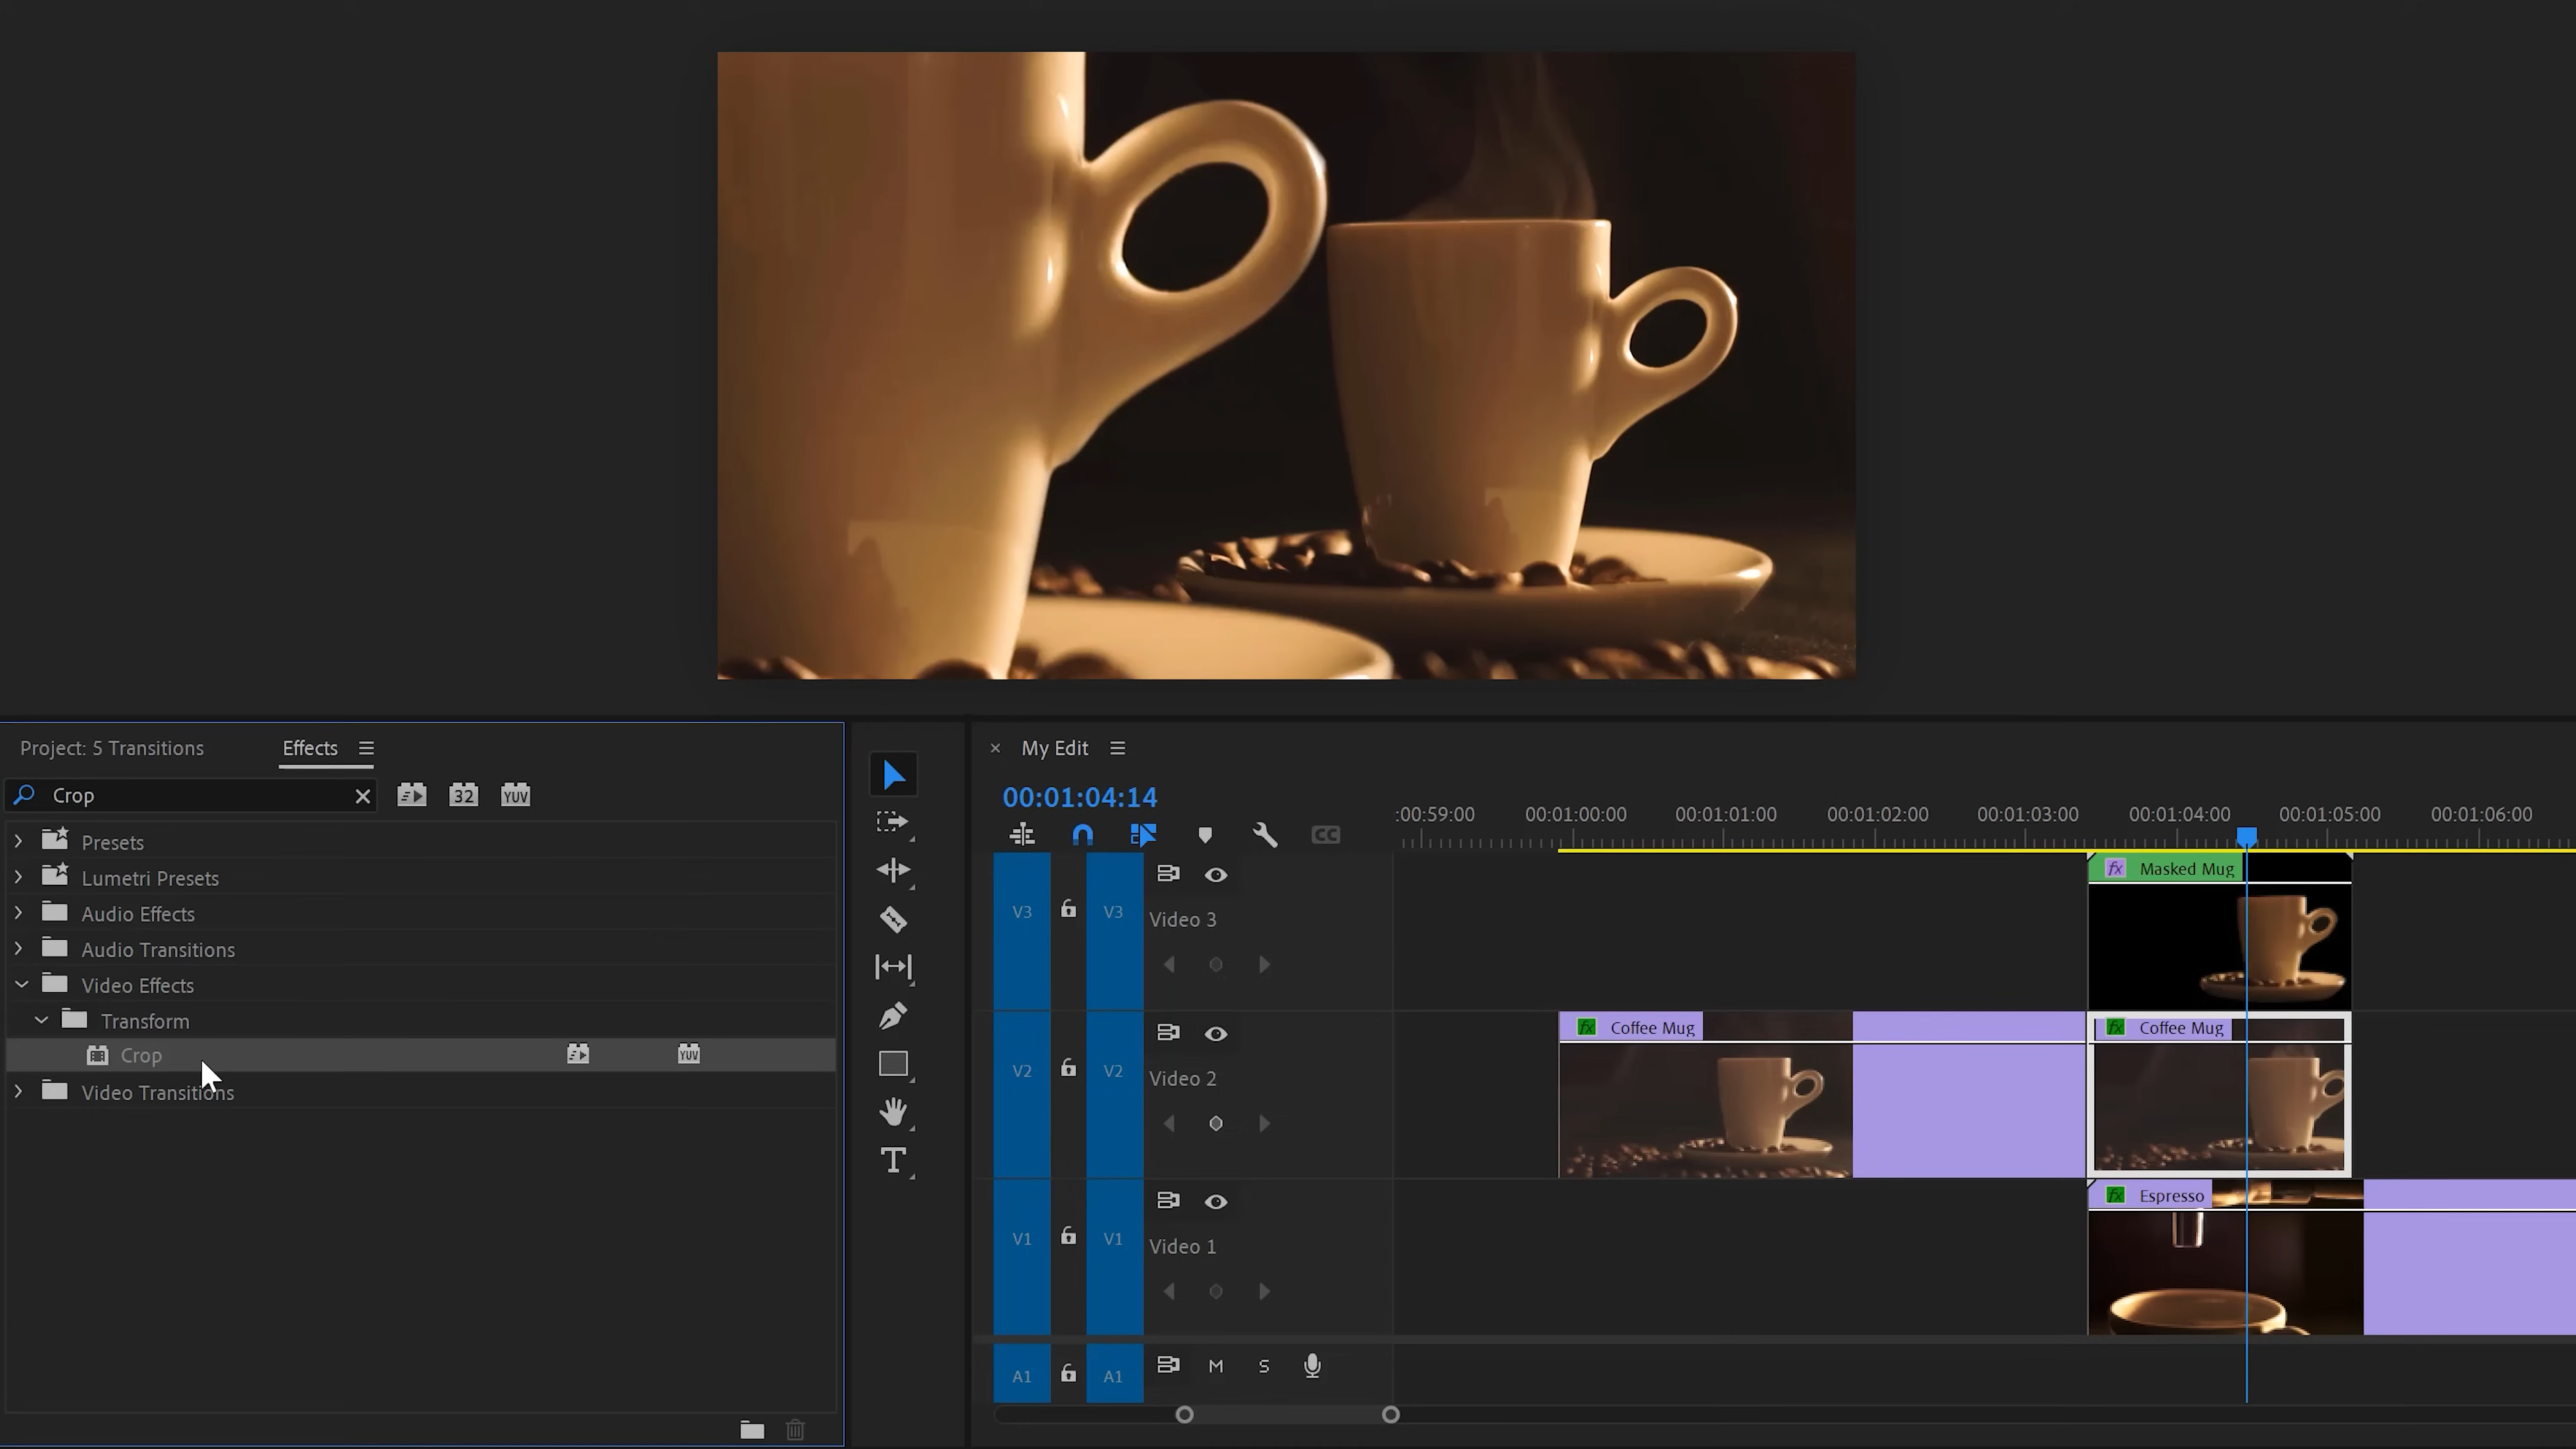 Project: 5 Transitions
Effects
Crop
32
YUV
Presets
Lumetri Presets
Audio Effects
Audio Transitions
Video Effects
Transform
Crop
YUV
Video Transitions
T
My Edit
00:01:04:14
CC
:00:59:00 00:01:00:00 00:01:01:00 00:01:02:00 00:01:03:00 00:01:04:00 00:01:05:00 00:01:06:00
V3 V3 Video 3
fx Masked Mug
V2 V2 Video 2
fx Coffee Mug
fx Coffee Mug
V1 V1 Video 1
fx Espresso
A1 A1 M S